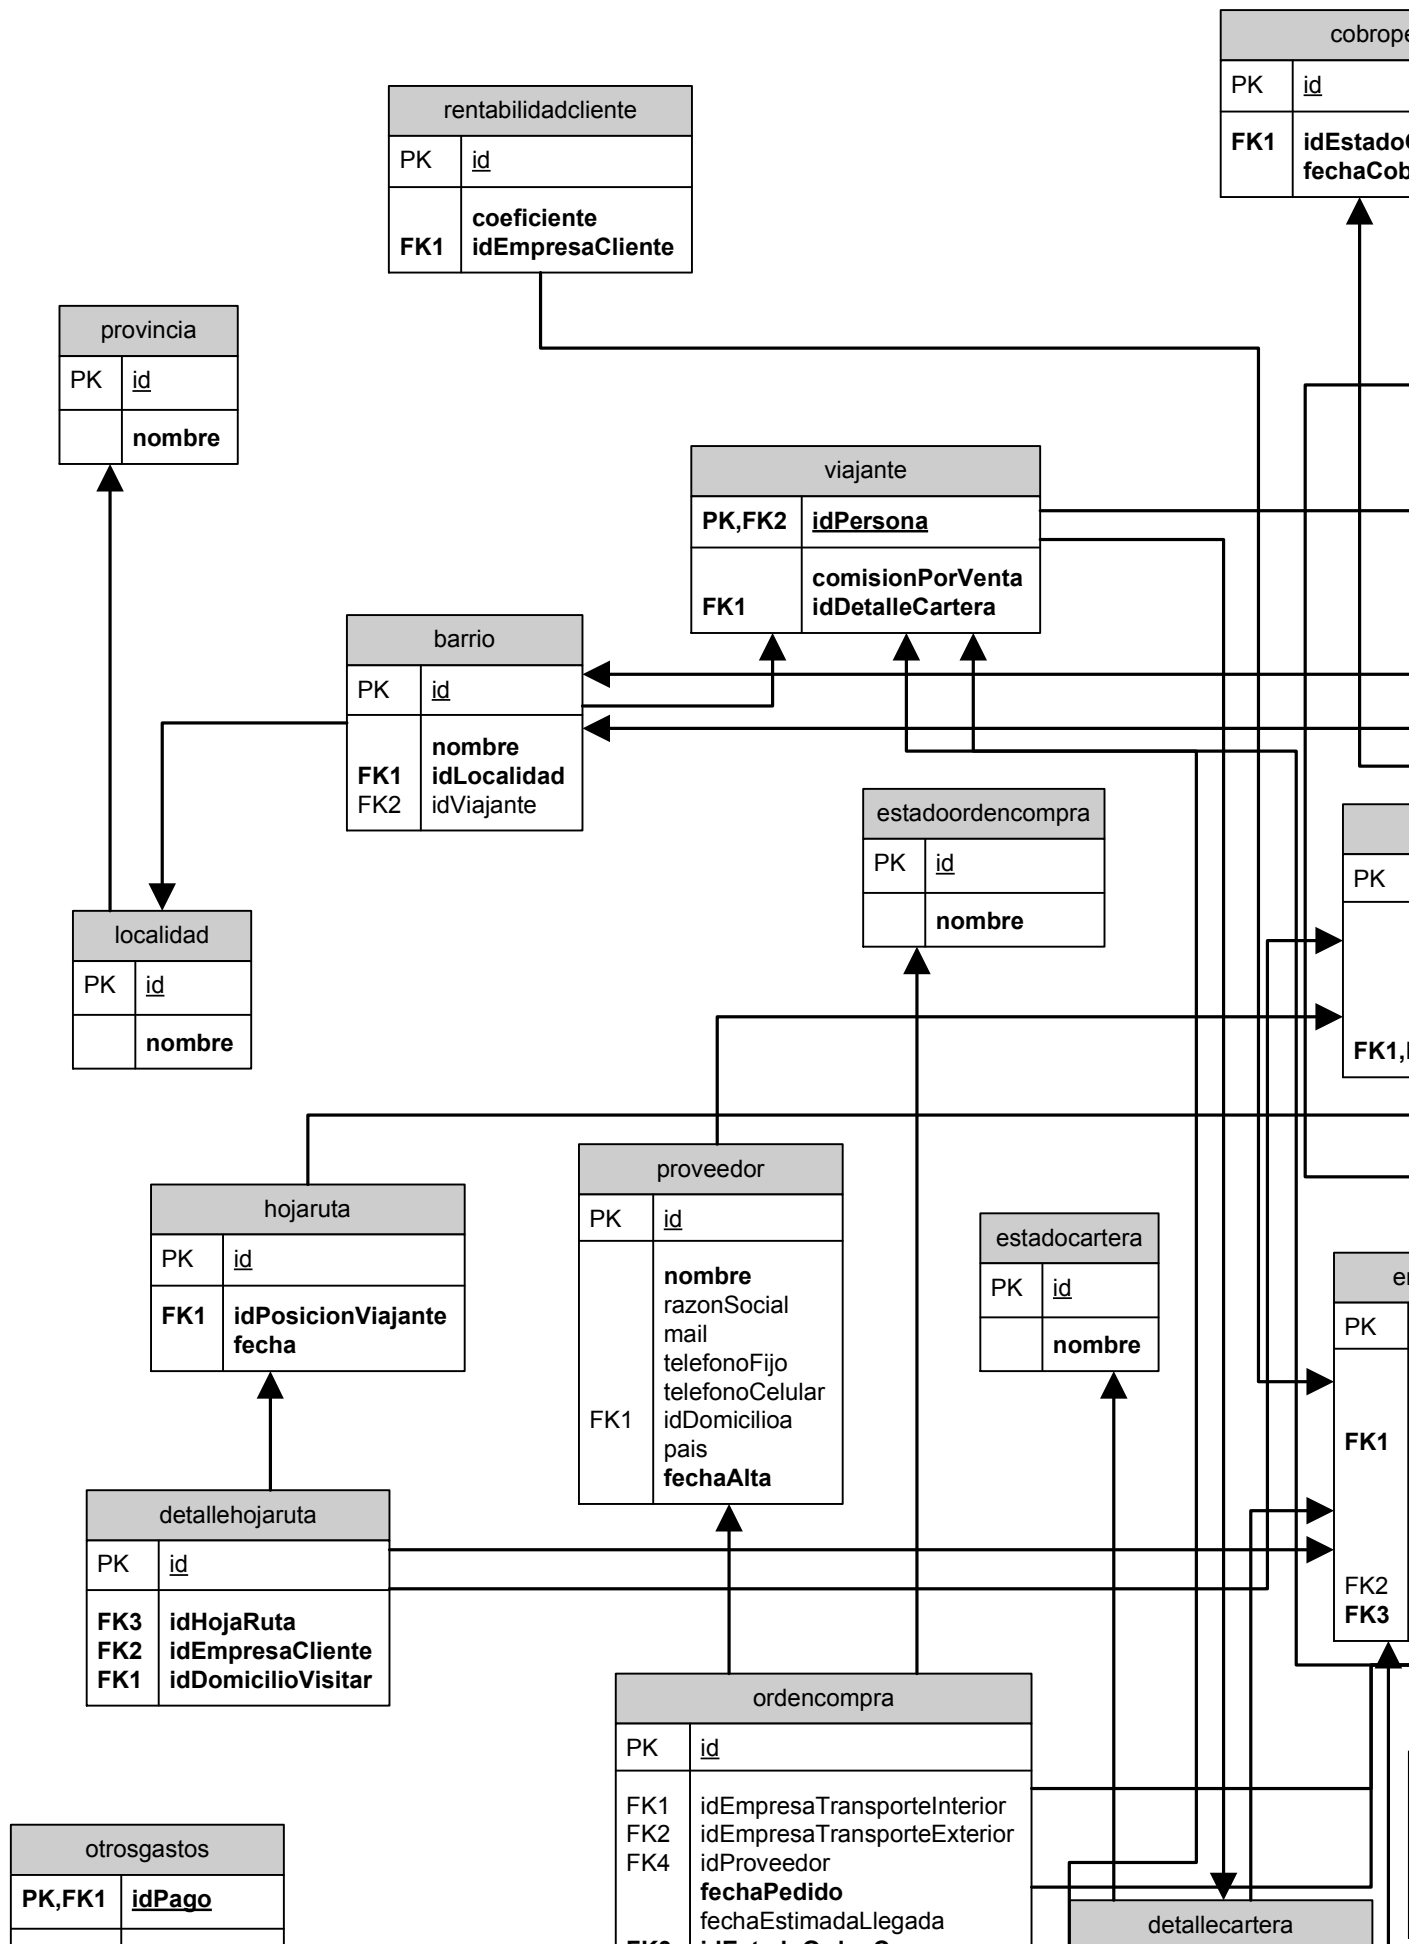 cobrope
PK id
FK1 idEstado
fechaCob
rentabilidadcliente
PK id
coeficiente
FK1 idEmpresaCliente
provincia
PK id
nombre
viajante
PK,FK2 idPersona
comisionPorVenta
FK1 idDetalleCartera
barrio
PK id
nombre
FK1 idLocalidad
FK2 idViajante
estadoordencompra
PK id
nombre
PK
FK1,
localidad
PK id
nombre
proveedor
PK id
nombre
razonSocial
mail
telefonoFijo
telefonoCelular
FK1 idDomicilioa
pais
fechaAlta
hojaruta
PK id
FK1 idPosicionViajante
fecha
estadocartera
PK id
nombre
PK
FK1
FK2
FK3
detallehojaruta
PK id
FK3 idHojaRuta
FK2 idEmpresaCliente
FK1 idDomicilioVisitar
ordencompra
PK id
FK1 idEmpresaTransporteInterior
FK2 idEmpresaTransporteExterior
FK4 idProveedor
fechaPedido
fechaEstimadaLlegada
otrosgastos
PK,FK1 idPago
detallecartera